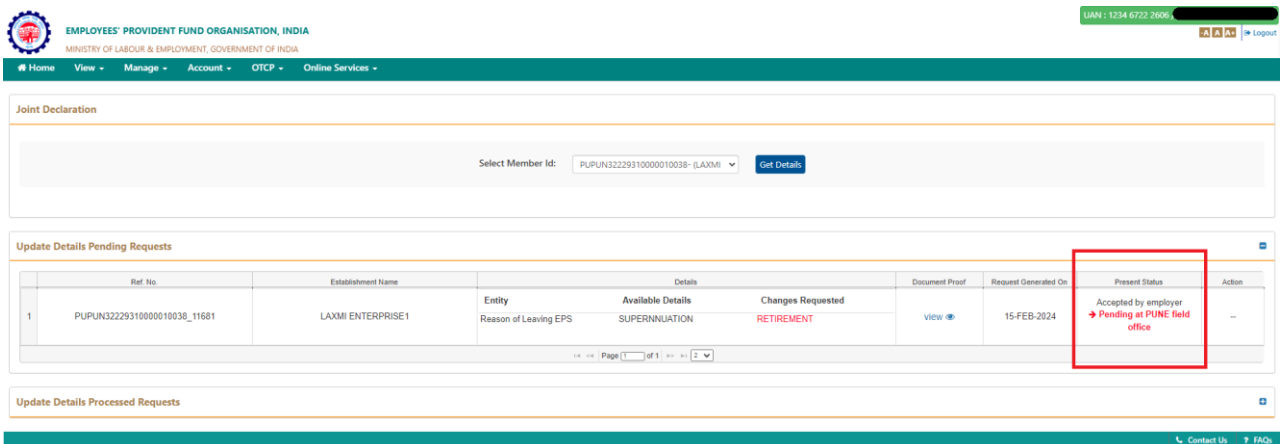 UAN : 1234 6722 2606
EMPLOYEES' PROVIDENT FUND ORGANISATION, INDIA
MINISTRY OF LABOUR & EMPLOYMENT, GOVERNMENT OF INDIA
-A A A+ Logout
Home View Manage Account OTCP Online Services
Joint Declaration
Select Member Id: PUPUN32229310000010038- (LAXMI Get Details
Update Details Pending Requests
Ref. No. Establishment Name Details Document Proof Request Generated On Present Status Action
Entity Available Details Changes Requested
1 PUPUN32229310000010038_11681 LAXMI ENTERPRISE1 Reason of Leaving EPS SUPERNNUATION RETIREMENT view 15-FEB-2024 Accepted by employer --
→ Pending at PUNE field
office
Page 1 of 1 2
Update Details Processed Requests
Contact Us ? FAQs